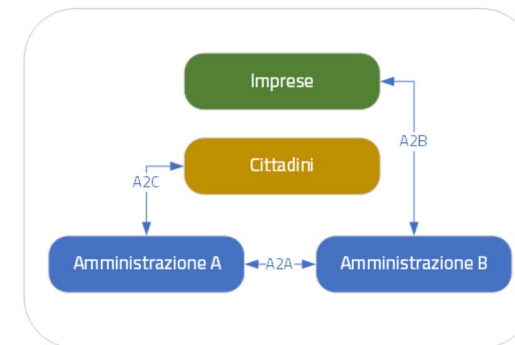 Imprese
A2B
Cittadini
A2C
Amministrazione A
A2A
Amministrazione B